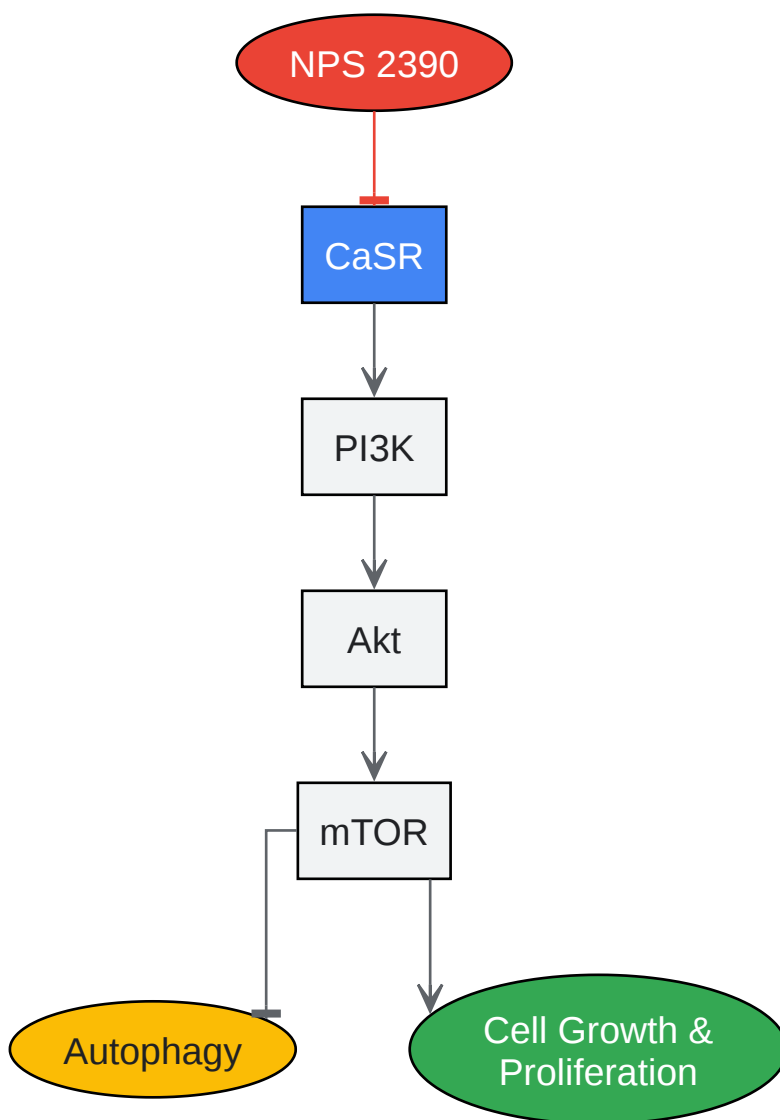 NPS 2390
CaSR
PI3K
Akt
mTOR
Autophagy
Cell Growth &
Proliferation